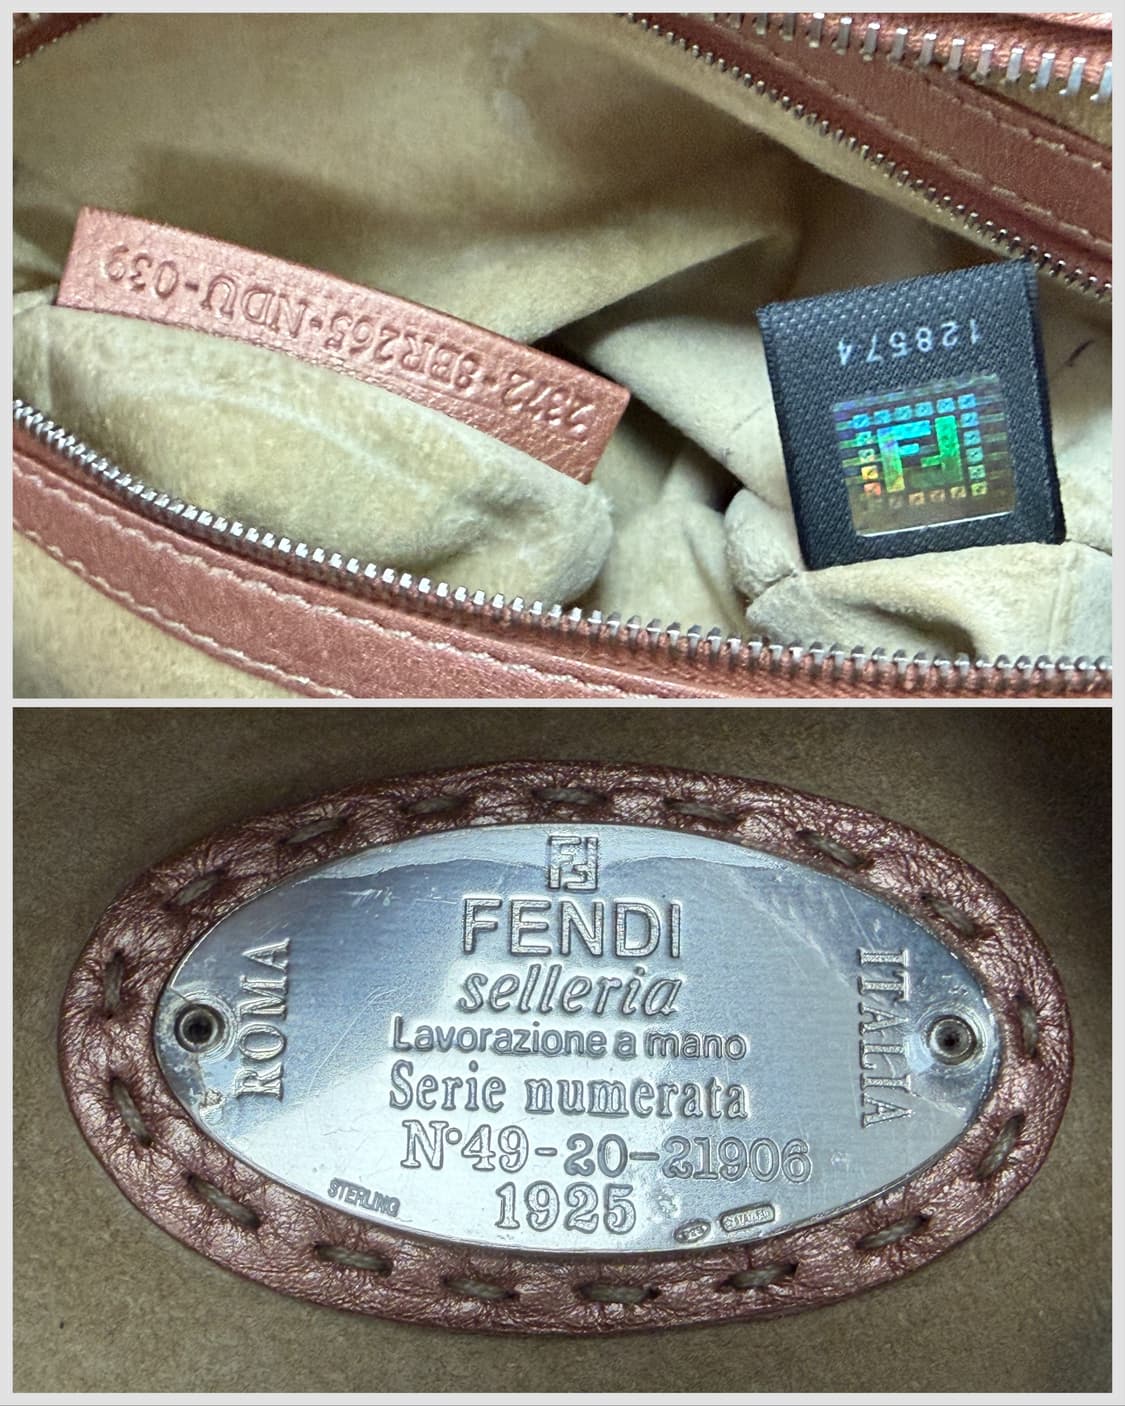 2372-8BR265-NDU-039
128574
FENDI
selleria
Lavorazione a mano
Serie numerata
N°49-20-21906
1925
ROMA
ITALIA
STERLING